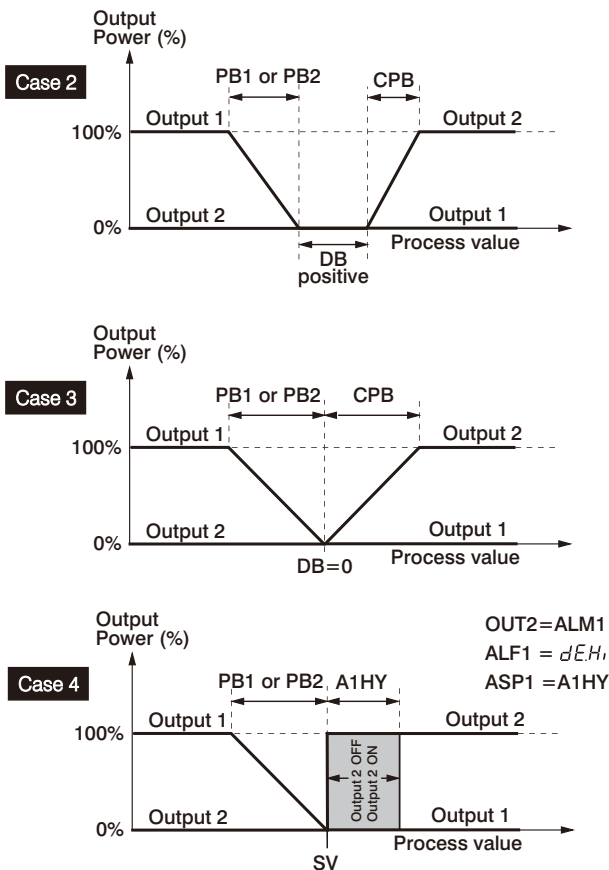 Output
Power (%)
Case 2
PB1 or PB2
CPB
100%
Output 1
Output 2
Output 2
Output 1
0%
Process value
DB
positive
Output
Power (%)
Case 3
PB1 or PB2
CPB
100%
Output 1
Output 2
Output 2
Output 1
0%
Process value
DB=0
Output
Power (%)
OUT2=ALM1
ALF1 = dE.Hi
ASP1 =A1HY
Case 4
PB1 or PB2
A1HY
100%
Output 1
Output 2
Output 2 OFF
Output 2 ON
Output 2
Output 1
0%
Process value
SV